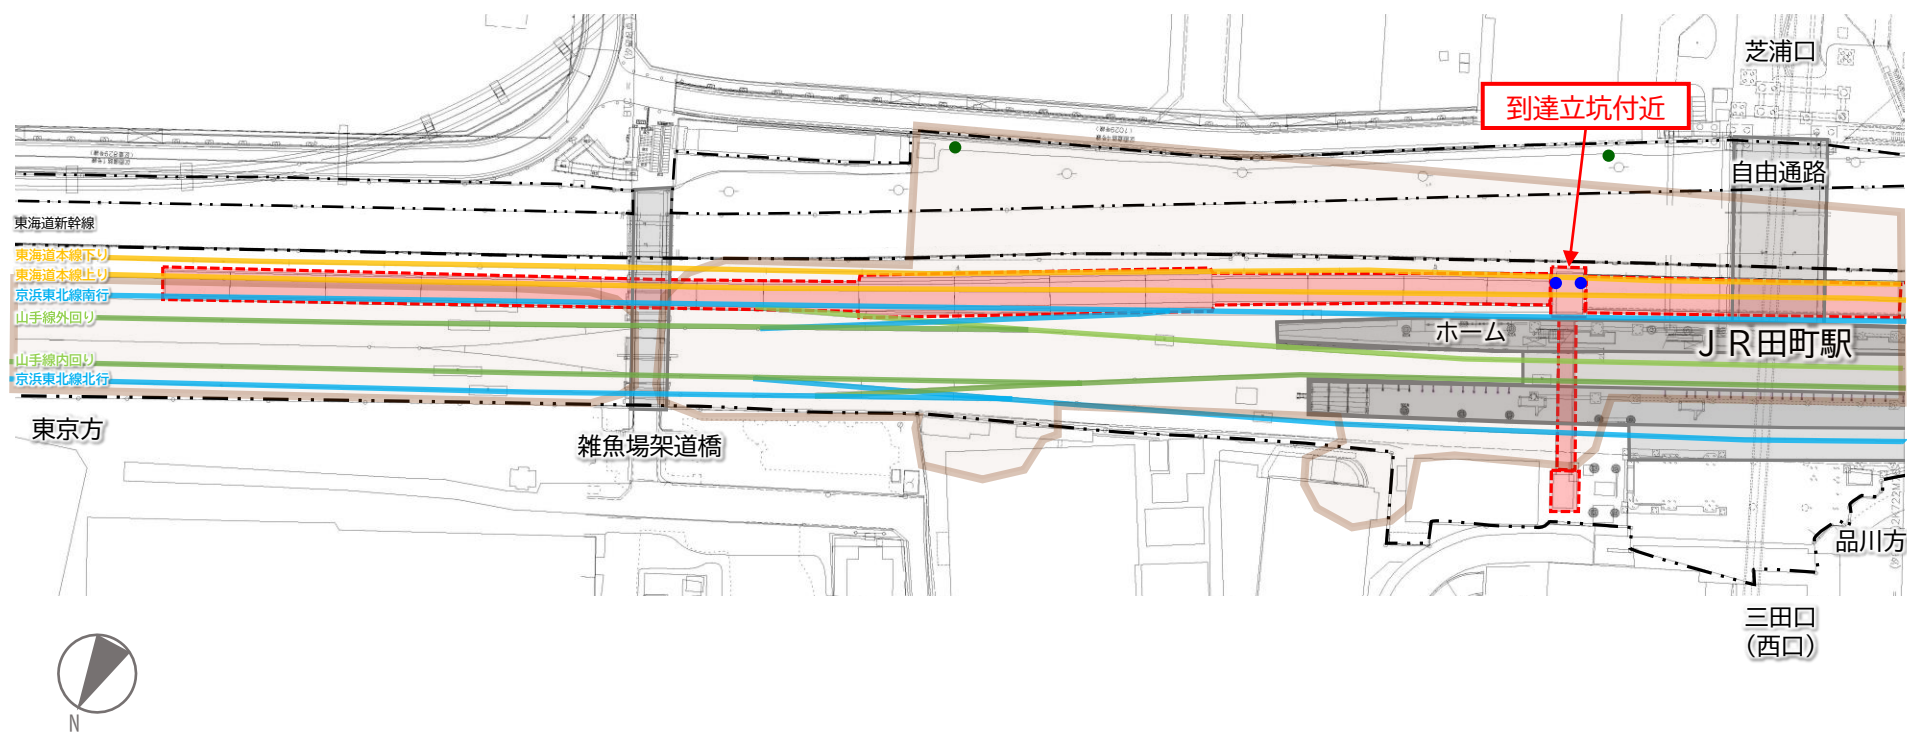 芝浦口
到達立坑付近
自由通路
東海道新幹線
東海道本線下り
東海道本線上り
京浜東北線南行
山手線外回り
ホーム
JR田町駅
山手線内回り
京浜東北線北行
東京方
雑魚場架道橋
品川方
三田口
(西口)
N